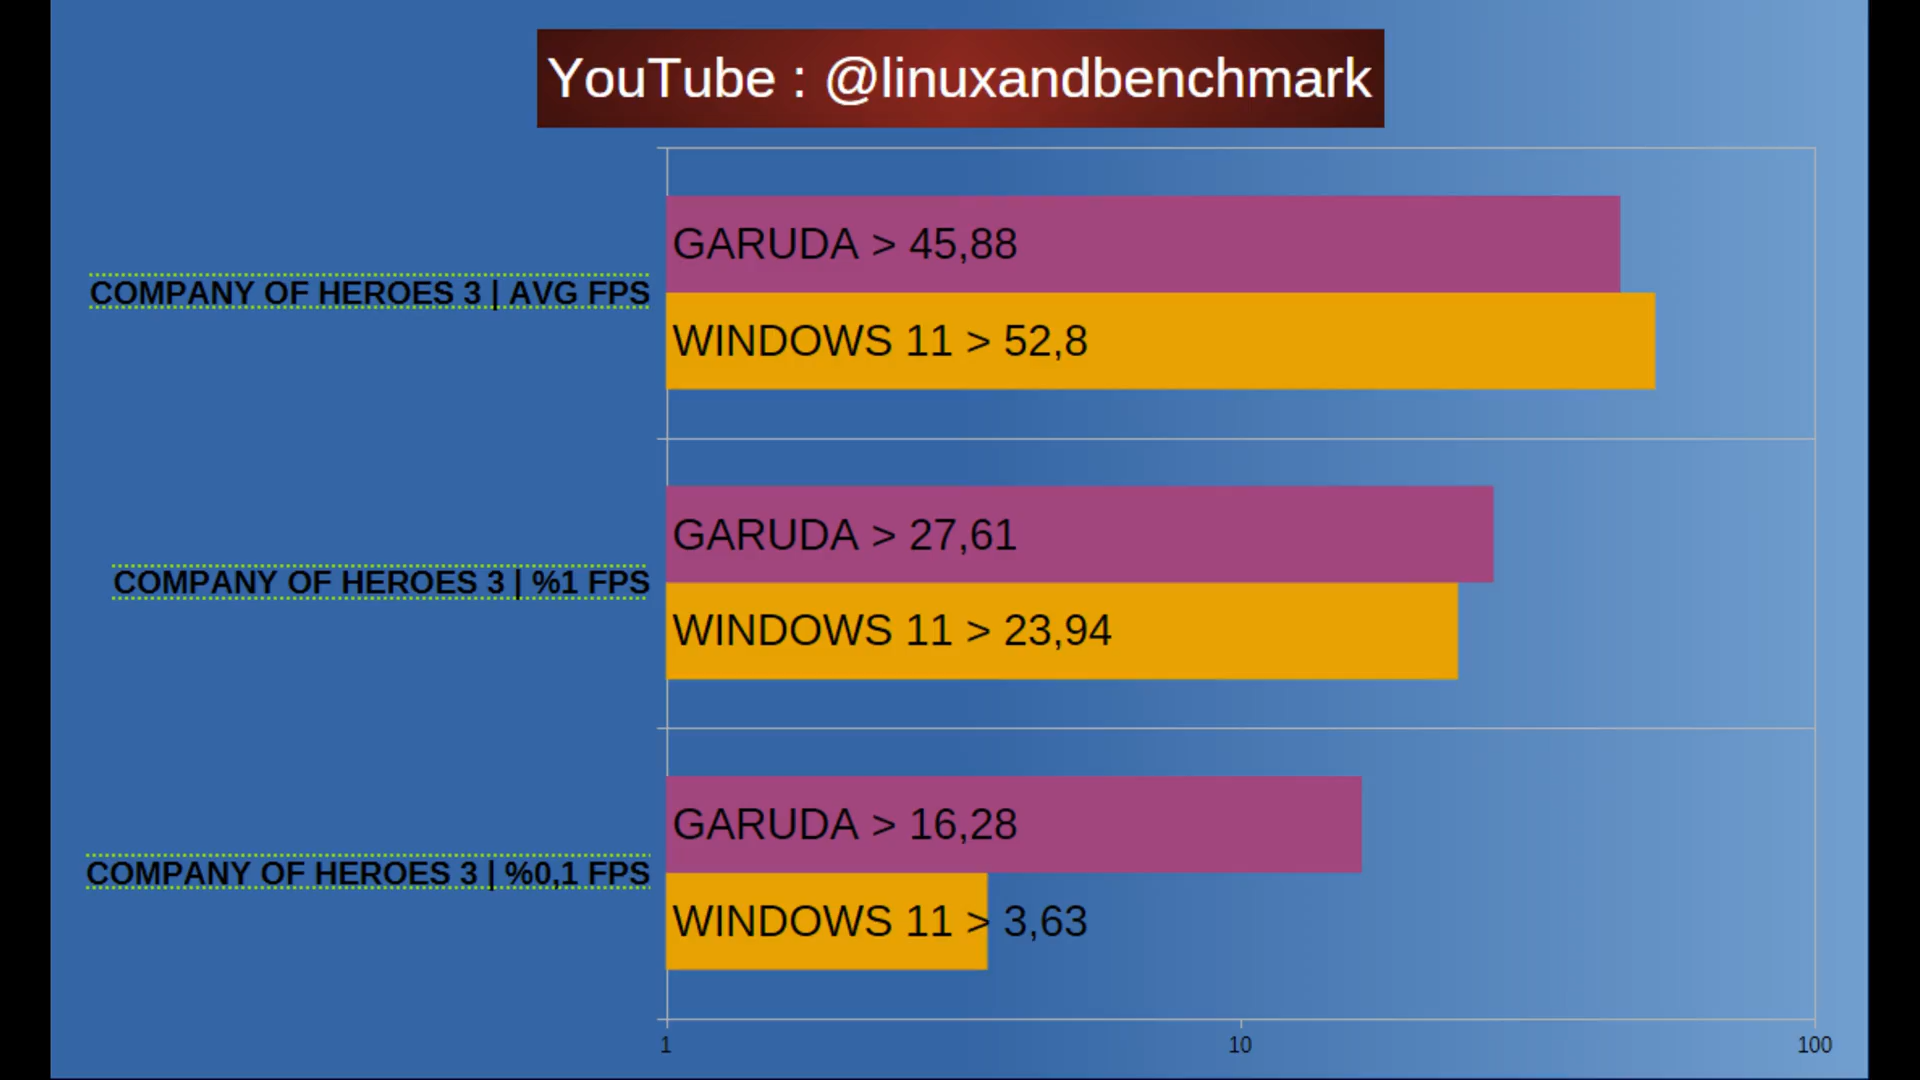 YouTube : @linuxandbenchmark
GARUDA > 45,88
COMPANY OF HEROES 3 | AVG FPS
WINDOWS 11 > 52,8
GARUDA > 27,61
COMPANY OF HEROES 3 | %1 FPS
WINDOWS 11 > 23,94
GARUDA > 16,28
COMPANY OF HEROES 3 | %0,1 FPS
WINDOWS 11 > 3,63
1
10
100